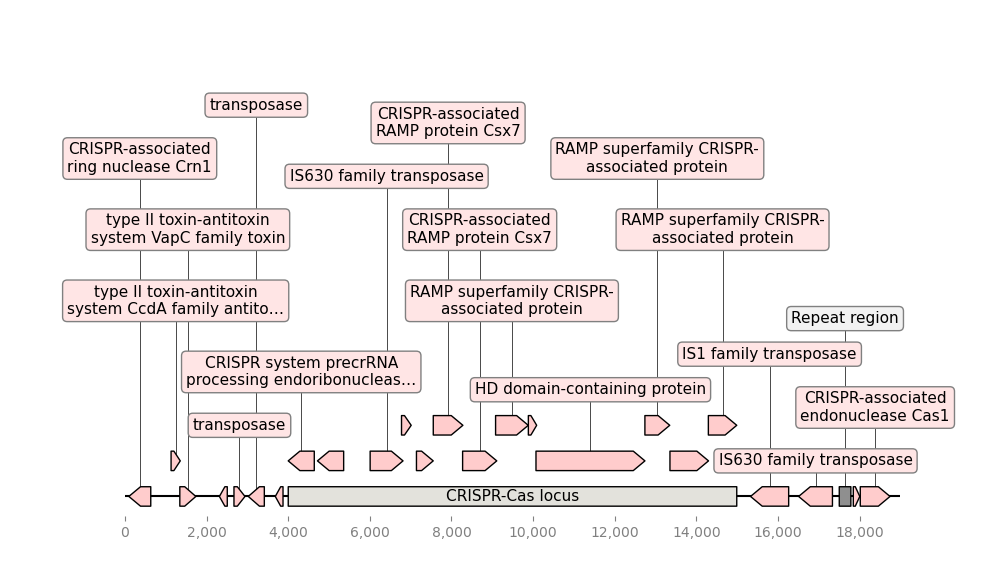 transposase
CRISPR-associated
RAMP protein Csx7
CRISPR-associated
ring nuclease Crn1
RAMP superfamily CRISPR-
associated protein
IS630 family transposase
type II toxin-antitoxin
system VapC family toxin
CRISPR-associated
RAMP protein Csx7
RAMP superfamily CRISPR-
associated protein
type II toxin-antitoxin
system CcdA family antito…
RAMP superfamily CRISPR-
associated protein
Repeat region
IS1 family transposase
CRISPR system precrRNA
processing endoribonucleas…
HD domain-containing protein
CRISPR-associated
endonuclease Cas1
transposase
IS630 family transposase
CRISPR-Cas locus
0 2,000 4,000 6,000 8,000 10,000 12,000 14,000 16,000 18,000